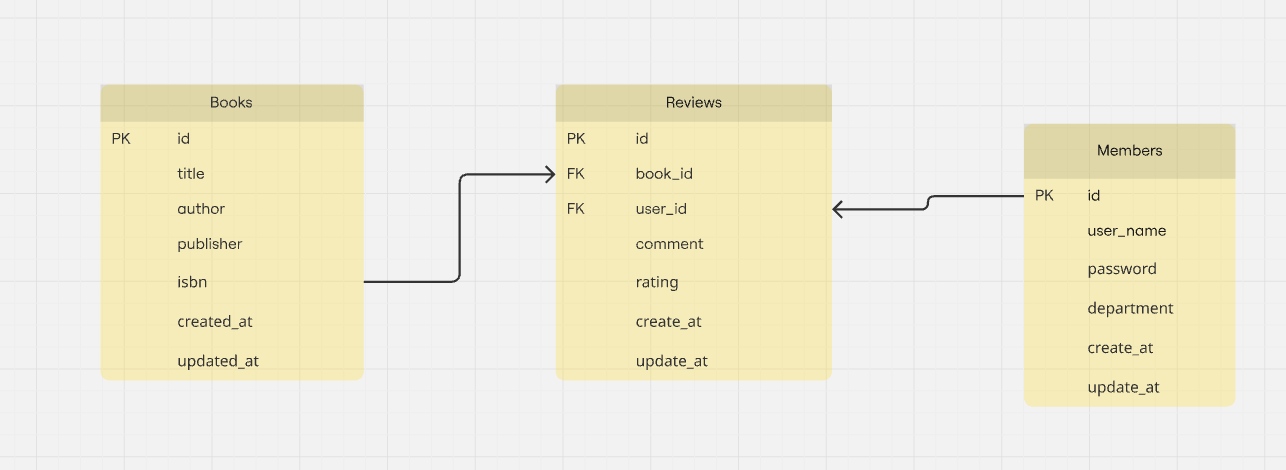 Books
PK id
title
author
publisher
isbn
created_at
updated_at
Reviews
PK id
FK book_id
FK user_id
comment
rating
create_at
update_at
Members
PK id
user_name
password
department
create_at
update_at